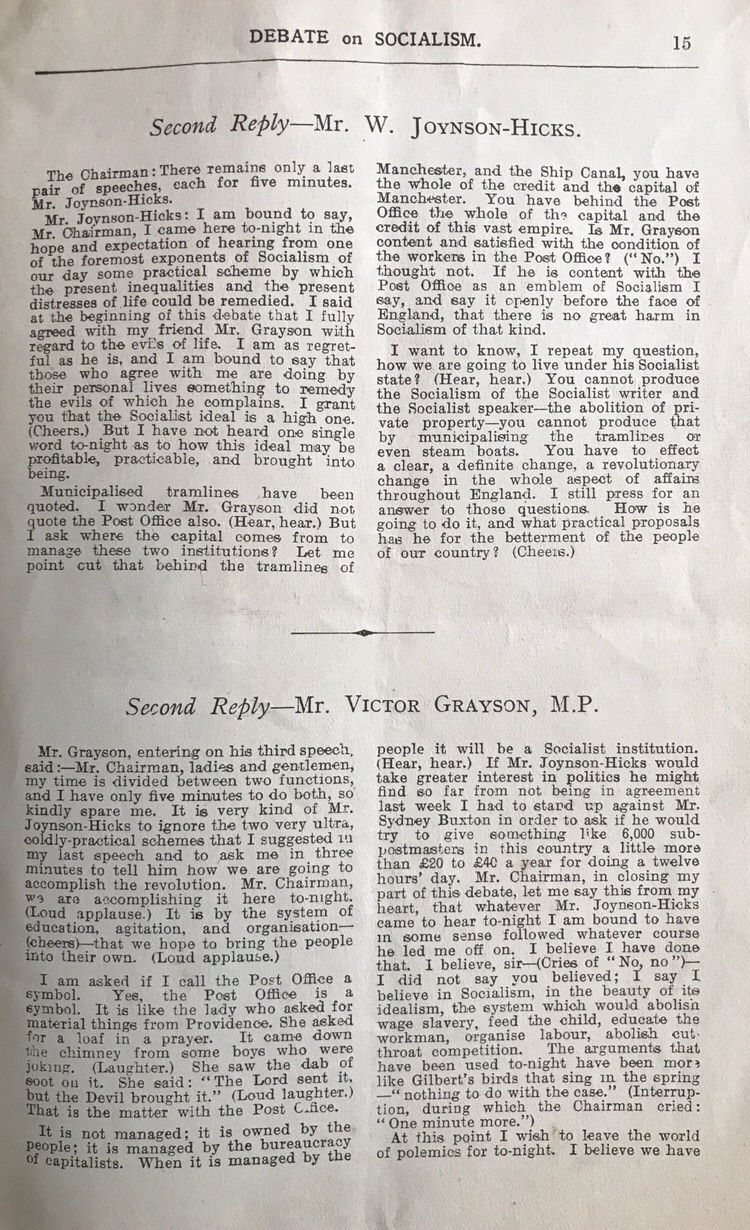 DEBATE on SOCIALISM.
15
Second Reply—Mr. W. JOYNSON-HICKS.
The Chairman: There remains only a last
pair of speeches, each for five minutes.
Mr. Joynson-Hicks.
Mr. Joynson-Hicks: I am bound to say,
Mr. Chairman, I came here to-night in the
hope and expectation of hearing from one
of the foremost exponents of Socialism of
our day some practical scheme by which
the present inequalities and the present
distresses of life could be remedied. I said
at the beginning of this debate that I fully
agreed with my friend Mr. Grayson with
regard to the evils of life. I am as regret-
ful as he is, and I am bound to say that
those who agree with me are doing by
their personal lives something to remedy
the evils of which he complains. I grant
you that the Socialist ideal is a high one.
(Cheers.) But I have not heard one single
word to-night as to how this ideal may be
profitable, practicable, and brought into
being.
Municipalised tramlines have been
quoted. I wonder Mr. Grayson did not
quote the Post Office also. (Hear, hear.) But
I ask where the capital comes from to
manage these two institutions? Let me
point cut that behind the tramlines of
Manchester, and the Ship Canal, you have
the whole of the credit and the capital of
Manchester. You have behind the Post
Office the whole of the capital and the
credit of this vast empire. Is Mr. Grayson
content and satisfied with the condition of
the workers in the Post Office? (“No.”) I
thought not. If he is content with the
Post Office as an emblem of Socialism I
say, and say it openly before the face of
England, that there is no great harm in
Socialism of that kind.
I want to know, I repeat my question,
how we are going to live under his Socialist
state? (Hear, hear.) You cannot produce
the Socialism of the Socialist writer and
the Socialist speaker—the abolition of pri-
vate property—you cannot produce that
by municipalising the tramlines or
even steam boats. You have to effect
a clear, a definite change, a revolutionary
change in the whole aspect of affairs
throughout England. I still press for an
answer to those questions. How is he
going to do it, and what practical proposals
has he for the betterment of the people
of our country? (Cheers.)
Second Reply—Mr. VICTOR GRAYSON, M.P.
Mr. Grayson, entering on his third speech,
said:—Mr. Chairman, ladies and gentlemen,
my time is divided between two functions,
and I have only five minutes to do both, so
kindly spare me. It is very kind of Mr.
Joynson-Hicks to ignore the two very ultra,
coldly-practical schemes that I suggested in
my last speech and to ask me in three
minutes to tell him how we are going to
accomplish the revolution. Mr. Chairman,
we are accomplishing it here to-night.
(Loud applause.) It is by the system of
education, agitation, and organisation—
(cheers)—that we hope to bring the people
into their own. (Loud applause.)
I am asked if I call the Post Office a
symbol. Yes, the Post Office is a
symbol. It is like the lady who asked for
material things from Providence. She asked
for a loaf in a prayer. It came down
the chimney from some boys who were
joking. (Laughter.) She saw the dab of
soot on it. She said: “The Lord sent it,
but the Devil brought it.” (Loud laughter.)
That is the matter with the Post Office.
It is not managed; it is owned by the
people; it is managed by the bureaucracy
of capitalists. When it is managed by the
people it will be a Socialist institution.
(Hear, hear.) If Mr. Joynson-Hicks would
take greater interest in politics he might
find so far from not being in agreement
last week I had to stand up against Mr.
Sydney Buxton in order to ask if he would
try to give something like 6,000 sub-
postmasters in this country a little more
than £20 to £40 a year for doing a twelve
hours’ day. Mr. Chairman, in closing my
part of this debate, let me say this from my
heart, that whatever Mr. Joynson-Hicks
came to hear to-night I am bound to have
in some sense followed whatever course
he led me off on. I believe I have done
that. I believe, sir—(Cries of “No, no”)—
I did not say you believed; I say I
believe in Socialism, in the beauty of its
idealism, the system which would abolish
wage slavery, feed the child, educate the
workman, organise labour, abolish cut-
throat competition. The arguments that
have been used to-night have been more
like Gilbert’s birds that sing in the spring
—“nothing to do with the case.” (Interrup-
tion, during which the Chairman cried:
“One minute more.”)
At this point I wish to leave the world
of polemics for to-night. I believe we have